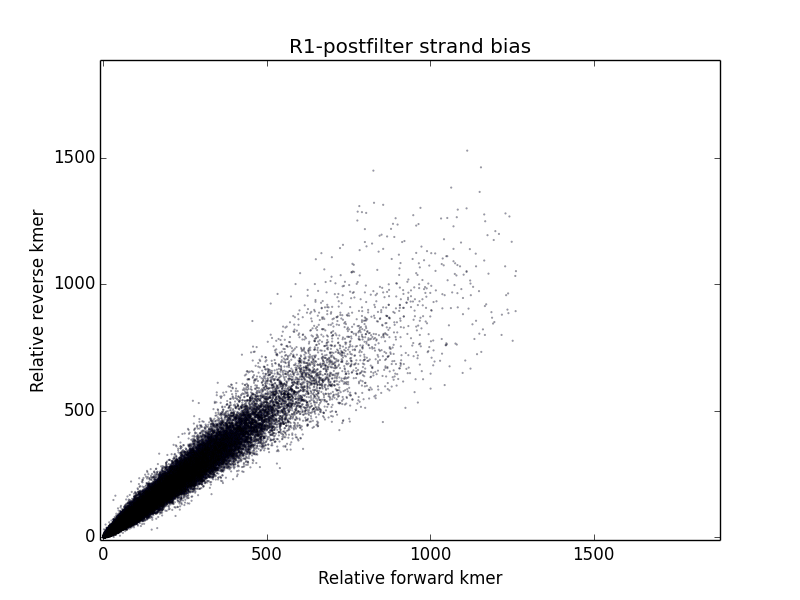 R1-postfilter strand bias
1500
1000
500
0
Relative reverse kmer
0 500 1000 1500
Relative forward kmer